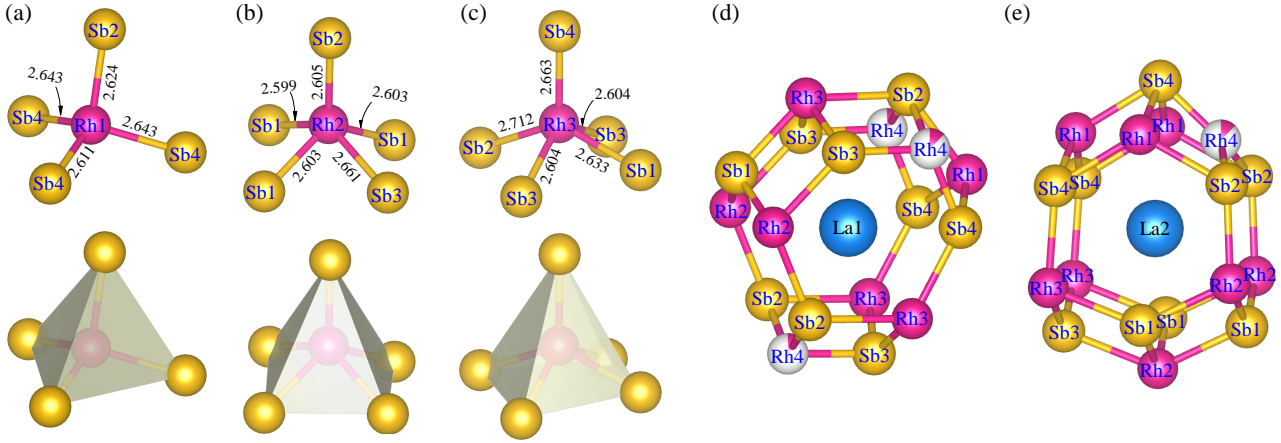 (a)
Sb2
2.643
2.624
Sb4
Rh1
2.643
Sb4
2.611
Sb4
(b)
Sb2
2.599
2.605
2.603
Sb1
Rh2
Sb1
2.603
2.661
Sb1
Sb3
(c)
Sb4
2.663
2.604
2.712
Rh3
Sb3
Sb2
2.604
2.633
Sb1
Sb3
(d)
Rh3
Sb2
Sb3
Rh4
Rh4
Sb3
Sb1
Rh1
Rh2
Sb4
Rh2
La1
Sb4
Sb2
Rh3
Sb2
Rh3
Rh4
Sb3
(e)
Sb4
Rh1
Rh1
Rh1
Rh4
Sb4
Sb4
Sb2
Sb2
La2
Rh3
Rh3
Rh2
Rh2
Sb3
Sb1
Sb1
Sb1
Rh2